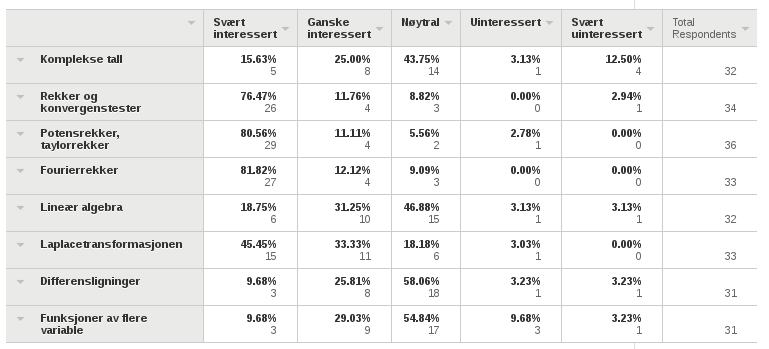 Svært interessert Ganske interessert Nøytral Uinteressert Svært uinteressert Total Respondents
Komplekse tall 15.63% 25.00% 43.75% 3.13% 12.50%
5 8 14 1 4 32
Rekker og konvergenstester 76.47% 11.76% 8.82% 0.00% 2.94%
26 4 3 0 1 34
Potensrekker, taylorrekker 80.56% 11.11% 5.56% 2.78% 0.00%
29 4 2 1 0 36
Fourierrekker 81.82% 12.12% 9.09% 0.00% 0.00%
27 4 3 0 0 33
Lineær algebra 18.75% 31.25% 46.88% 3.13% 3.13%
6 10 15 1 1 32
Laplacetransformasjonen 45.45% 33.33% 18.18% 3.03% 0.00%
15 11 6 1 0 33
Differensligninger 9.68% 25.81% 58.06% 3.23% 3.23%
3 8 18 1 1 31
Funksjoner av flere variable 9.68% 29.03% 54.84% 9.68% 3.23%
3 9 17 3 1 31